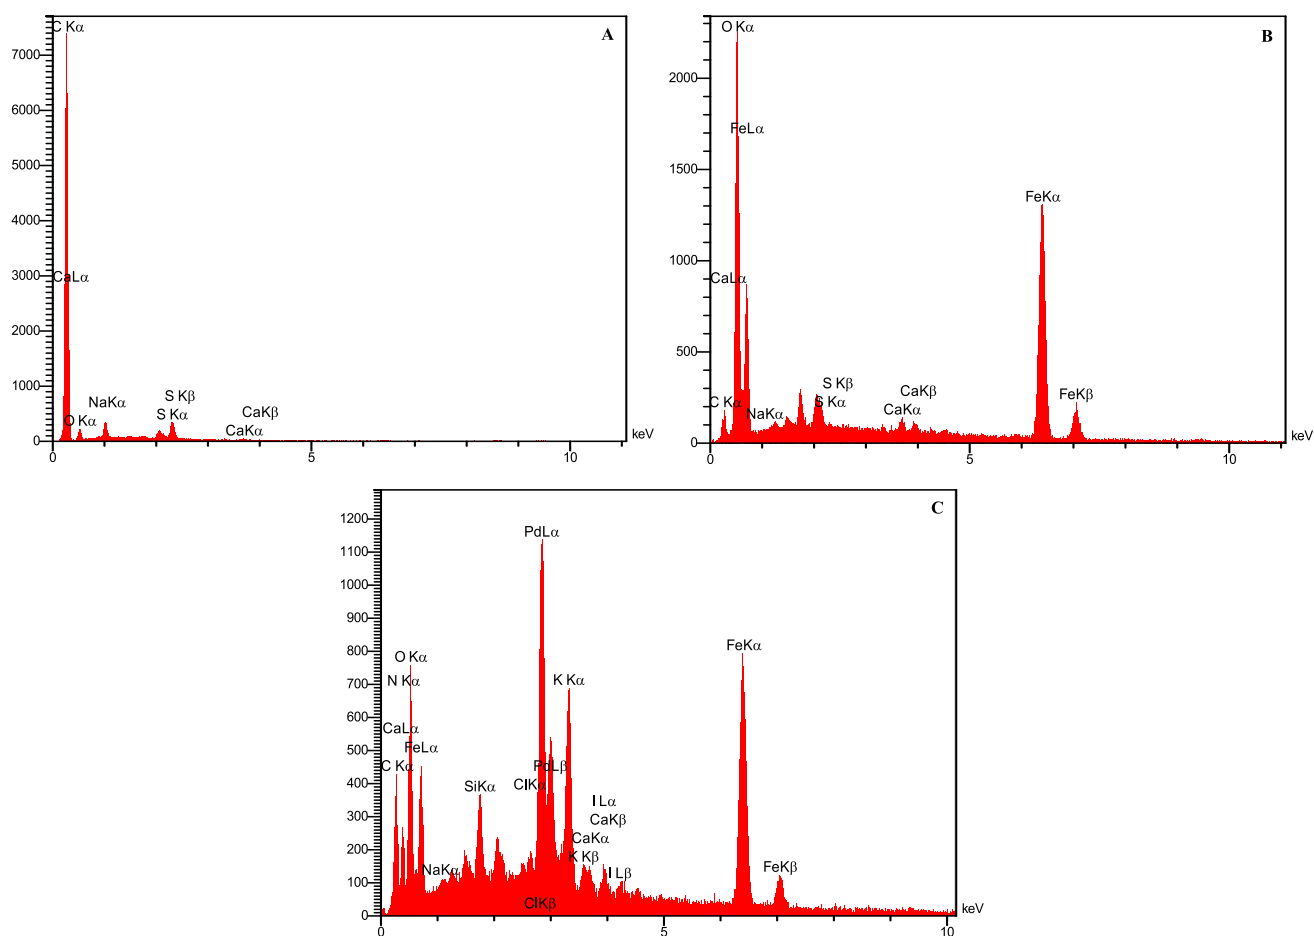 C Kα
A
7000
6000
5000
4000
3000
CaLα
2000
1000
NaKα
S Kβ
CaKβ
O Kα
S Kα
CaKα
0
keV
0
5
10
O Kα
B
2000
FeLα
1500
FeKα
1000
CaLα
500
S Kβ
CaKβ
FeKβ
C Kα
NaKα
S Kα
CaKα
0
keV
0
5
10
C
1200
PdLα
1100
1000
900
800
O Kα
FeKα
700
N Kα
K Kα
600
CaLα
500
FeLα
C Kα
PdLβ
400
SiKα
ClKα
I Lα
300
CaKβ
CaKα
200
K Kβ
NaKα
I Lβ
FeKβ
100
ClKβ
0
keV
0
5
10